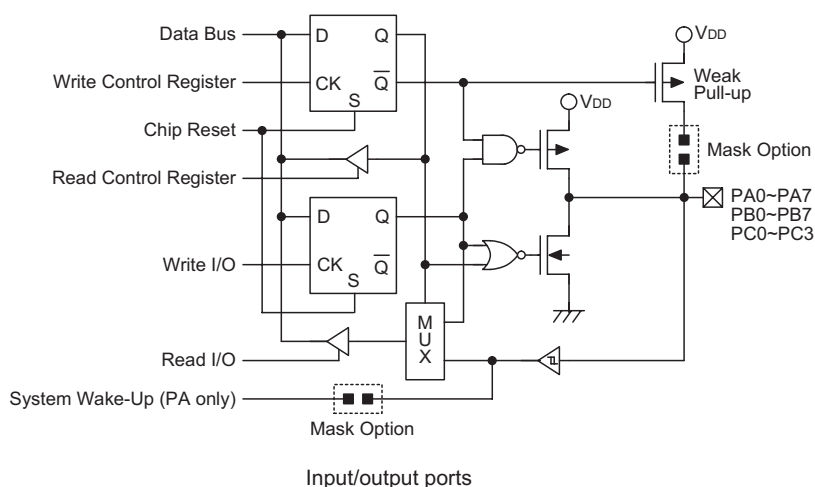 Data Bus
Write Control Register
Chip Reset
Read Control Register
Write I/O
Read I/O
System Wake-Up (PA only)
D Q
CK Q
S
D Q
CK Q
S
M
U
X
VDD
VDD
Weak
Pull-up
Mask Option
PA0~PA7
PB0~PB7
PC0~PC3
Mask Option
Input/output ports